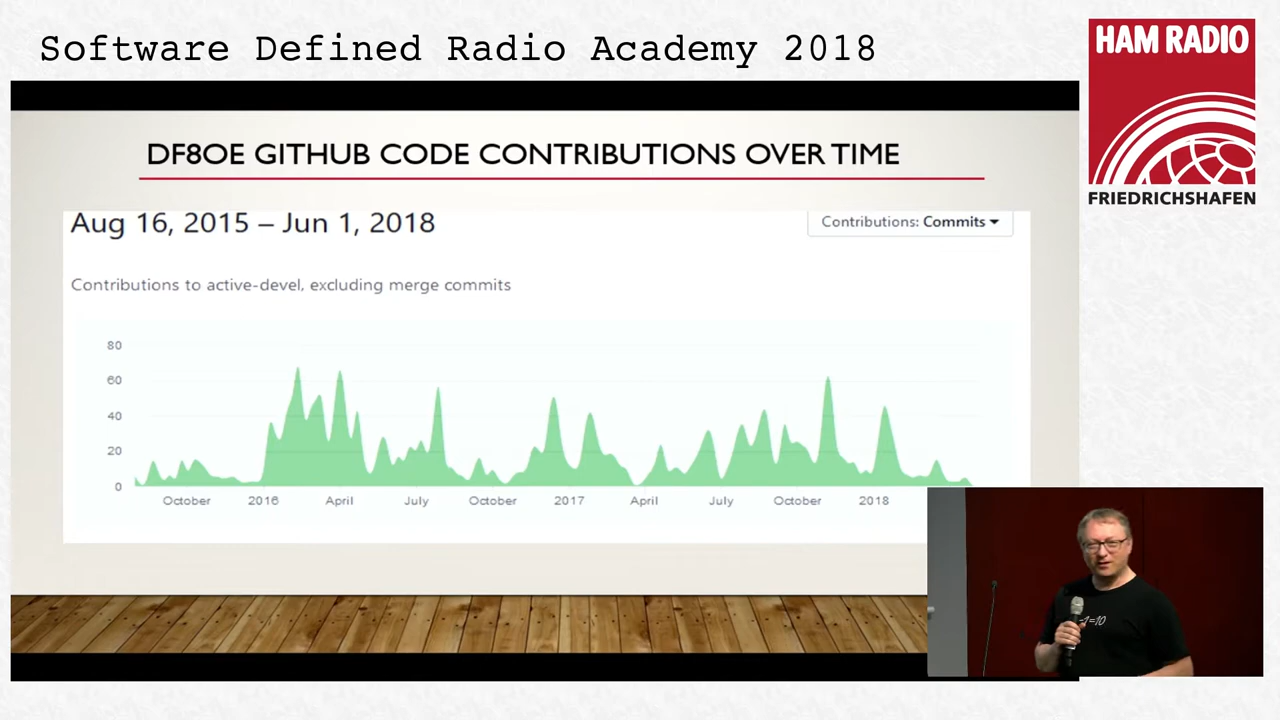 Software Defined Radio Academy 2018
HAM RADIO
FRIEDRICHSHAFEN
DF8OE GITHUB CODE CONTRIBUTIONS OVER TIME
Aug 16, 2015 – Jun 1, 2018
Contributions: Commits
Contributions to active-devel, excluding merge commits
80
60
40
20
0
October 2016 April July October 2017 April July October 2018